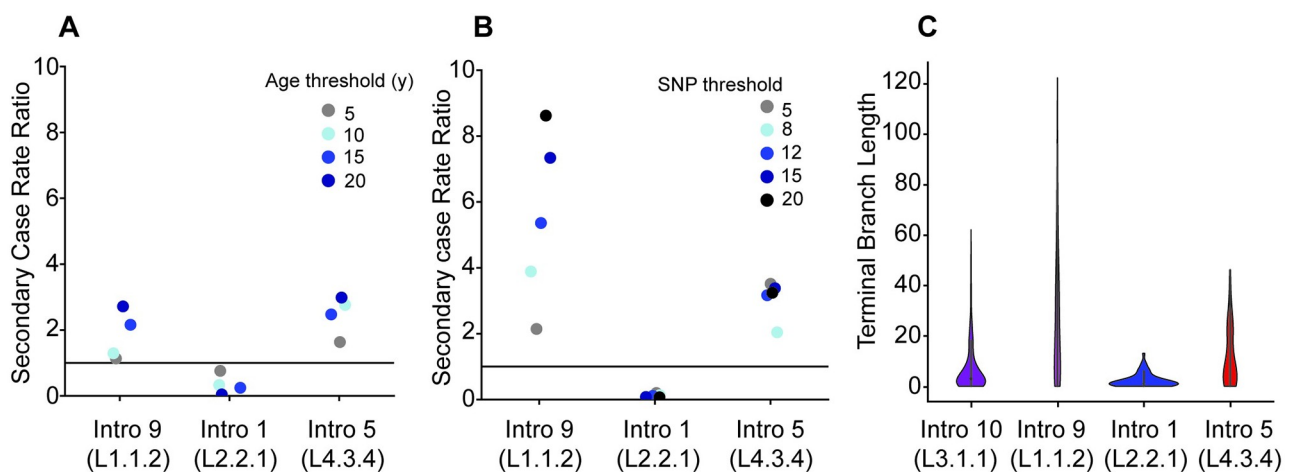 A
Secondary Case Rate Ratio
10
8
6
4
2
0
Age threshold (y)
5
10
15
20
Intro 9
(L1.1.2)
Intro 1
(L2.2.1)
Intro 5
(L4.3.4)
B
Secondary case Rate Ratio
10
8
6
4
2
0
SNP threshold
5
8
12
15
20
Intro 9
(L1.1.2)
Intro 1
(L2.2.1)
Intro 5
(L4.3.4)
C
Terminal Branch Length
120
100
80
60
40
20
0
Intro 10
(L3.1.1)
Intro 9
(L1.1.2)
Intro 1
(L2.2.1)
Intro 5
(L4.3.4)